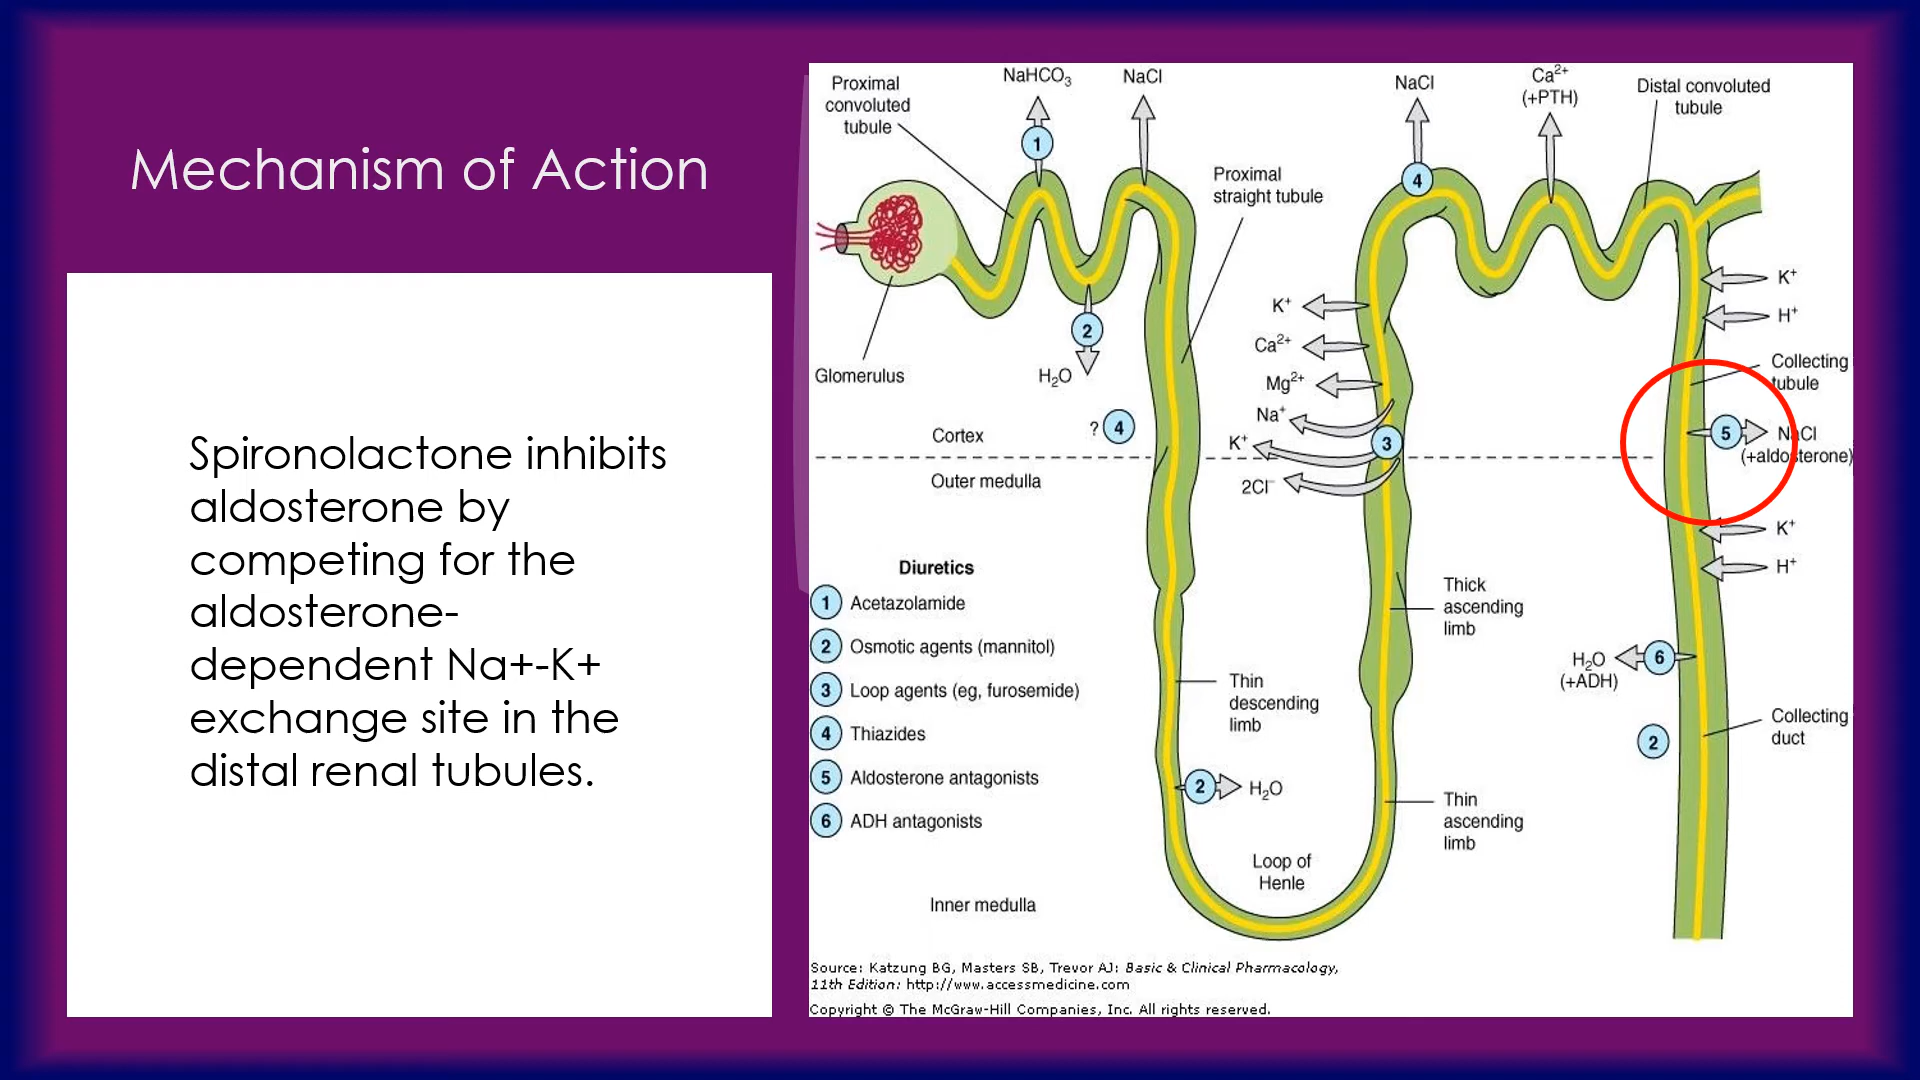 Mechanism of Action
Spironolactone inhibits
aldosterone by
competing for the
aldosterone-
dependent Na+-K+
exchange site in the
distal renal tubules.
Proximal
convoluted
tubule
NaHCO₃
NaCl
NaCl
Ca²⁺
(+PTH)
Distal convoluted
tubule
1
4
Proximal
straight tubule
Glomerulus
2
H₂O
? 4
Cortex
Outer medulla
K⁺
Ca²⁺
Mg²⁺
Na⁺
K⁺
2Cl⁻
3
K⁺
H⁺
Collecting
tubule
5
NaCl
(+aldosterone)
K⁺
H⁺
Diuretics
1 Acetazolamide
2 Osmotic agents (mannitol)
3 Loop agents (eg, furosemide)
4 Thiazides
5 Aldosterone antagonists
6 ADH antagonists
Thick
ascending
limb
Thin
descending
limb
2 H₂O
Thin
ascending
limb
Loop of
Henle
H₂O 6
(+ADH)
2
Collecting
duct
Inner medulla
Source: Katzung BG, Masters SB, Trevor AJ: Basic & Clinical Pharmacology,
11th Edition: http://www.accessmedicine.com
Copyright © The McGraw-Hill Companies, Inc. All rights reserved.